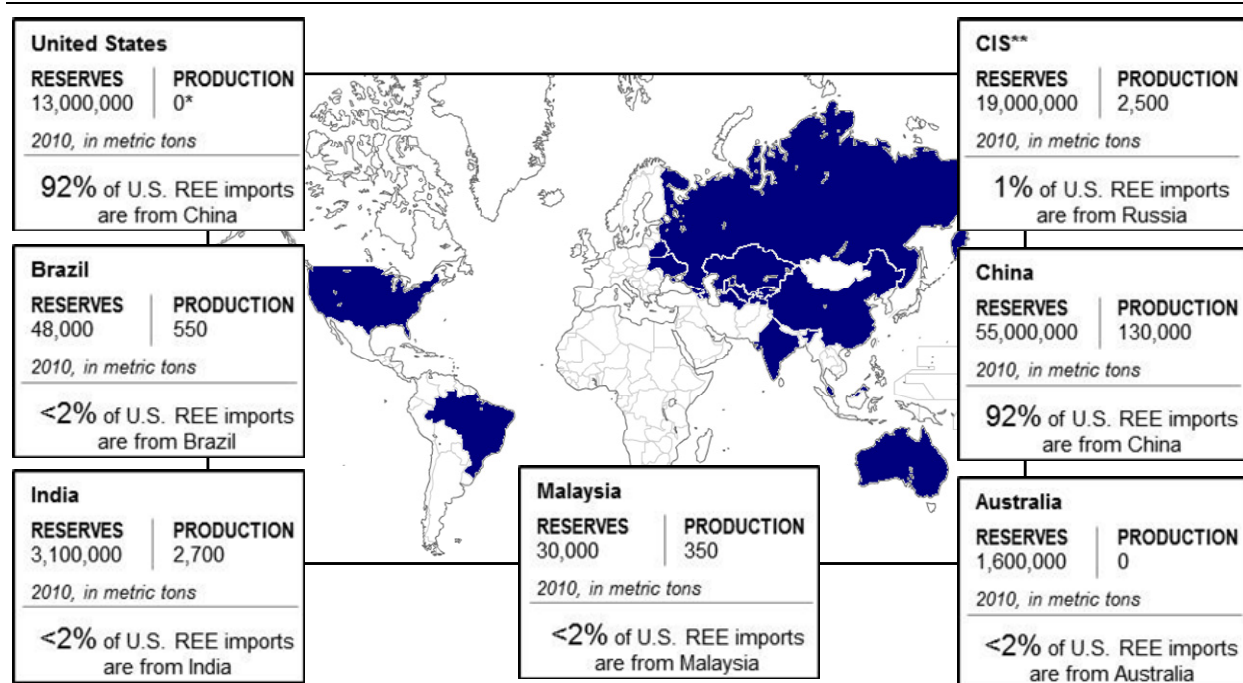 United States
RESERVES PRODUCTION
13,000,000 0*
2010, in metric tons
92% of U.S. REE imports
are from China
Brazil
RESERVES PRODUCTION
48,000 550
2010, in metric tons
<2% of U.S. REE imports
are from Brazil
India
RESERVES PRODUCTION
3,100,000 2,700
2010, in metric tons
<2% of U.S. REE imports
are from India
Malaysia
RESERVES PRODUCTION
30,000 350
2010, in metric tons
<2% of U.S. REE imports
are from Malaysia
CIS**
RESERVES PRODUCTION
19,000,000 2,500
2010, in metric tons
1% of U.S. REE imports
are from Russia
China
RESERVES PRODUCTION
55,000,000 130,000
2010, in metric tons
92% of U.S. REE imports
are from China
Australia
RESERVES PRODUCTION
1,600,000 0
2010, in metric tons
<2% of U.S. REE imports
are from Australia